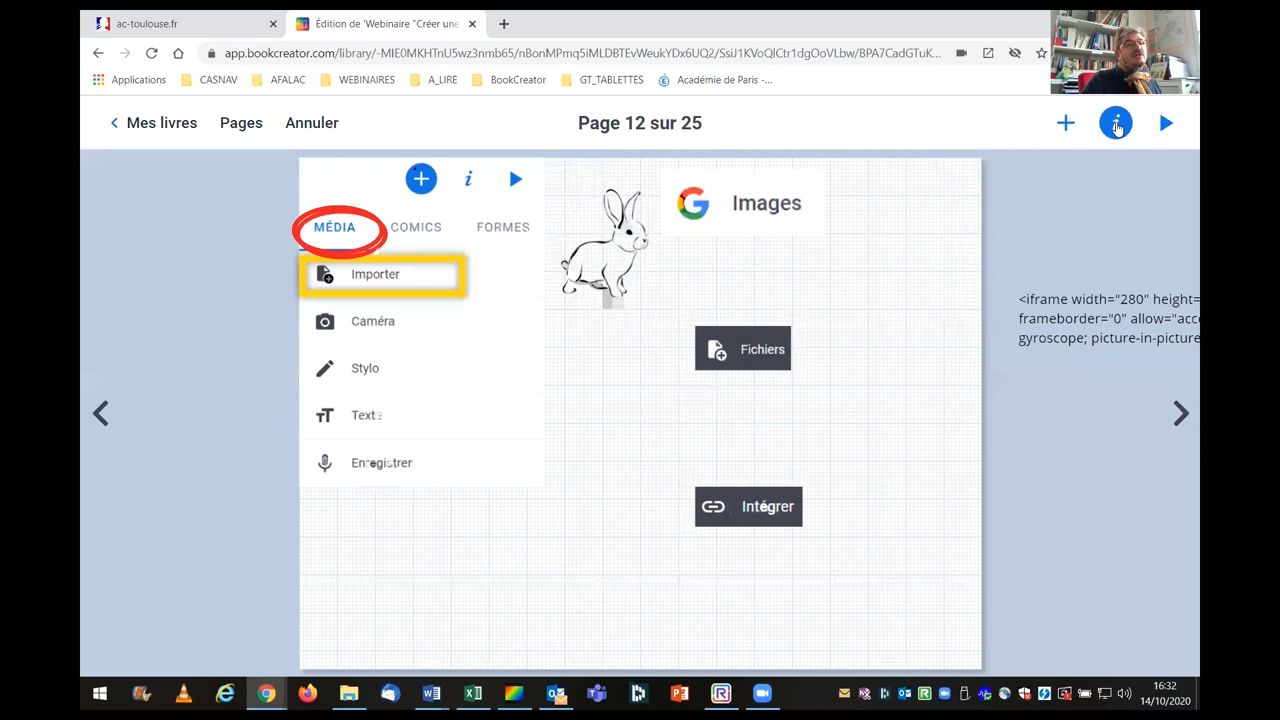 ac-toulouse.fr
Édition de 'Webinaire "Créer une
app.bookcreator.com/library/-MIE0MKHTnU5wz3nmb65/nBonMPmq5iMLDBTEvWeukYDx6UQ2/SsiJ1KVoQlCtr1dgOoVLbw/BPA7CadGTuK...
Applications CASNAV AFALAC WEBINAIRES A_LIRE BookCreator GT_TABLETTES Académie de Paris -...
Mes livres Pages Annuler Page 12 sur 25
MÉDIA COMICS FORMES
Importer
Caméra
Stylo
Texte
Enregistrer
G Images
Fichiers
Intégrer
<iframe width="280" height=
frameborder="0" allow="acce
gyroscope; picture-in-picture
16:32
14/10/2020